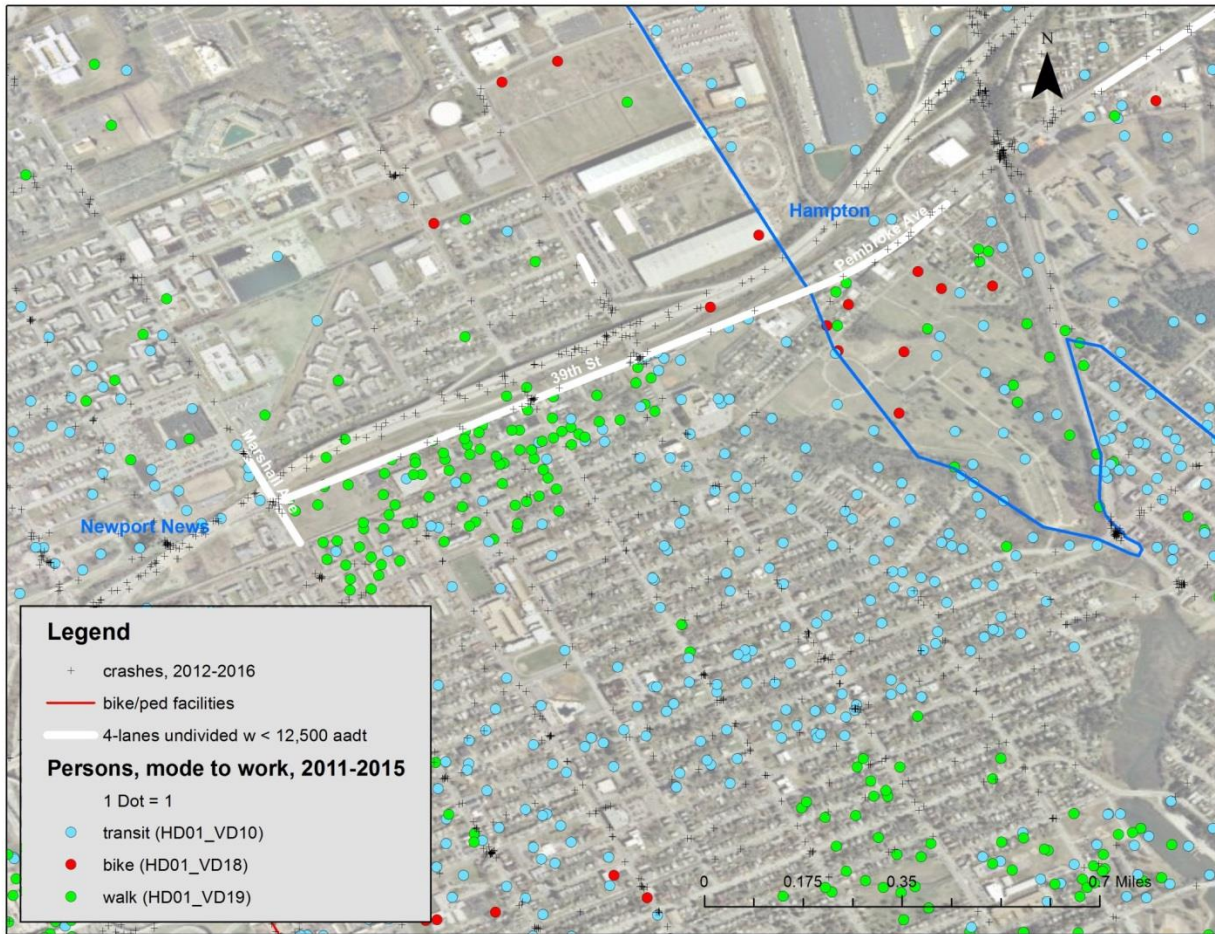 N
Hampton
Pembroke Ave
39th St
Marshall Ave
Newport News
Legend
crashes, 2012-2016
bike/ped facilities
4-lanes undivided w < 12,500 aadt
Persons, mode to work, 2011-2015
1 Dot = 1
transit (HD01_VD10)
bike (HD01_VD18)
walk (HD01_VD19)
0 0.175 0.35 0.7 Miles